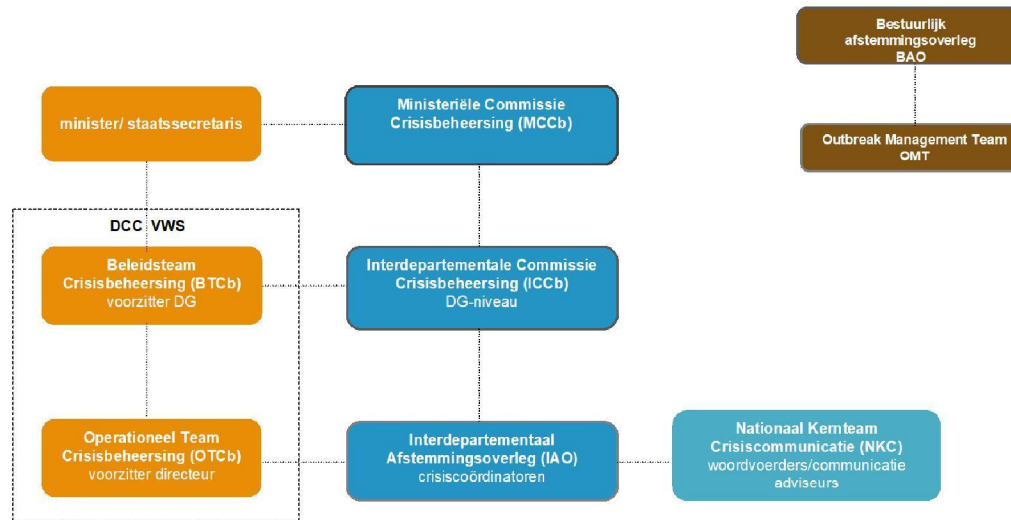 Bestuurlijk
afstemmingsoverleg
BAO
minister/ staatssecretaris
Ministeriële Commissie
Crisisbeheersing (MCCb)
Outbreak Management Team
OMT
DCC VWS
Beleidsteam
Crisisbeheersing (BTCb)
voorzitter DG
Interdepartementale Commissie
Crisisbeheersing (ICCb)
DG-niveau
Operationeel Team
Crisisbeheersing (OTCb)
voorzitter directeur
Interdepartementaal
Afstemmingsoverleg (IAO)
crisiscoördinatoren
Nationaal Kernteam
Crisiscommunicatie (NKC)
woordvoerders/communicatie
adviseurs